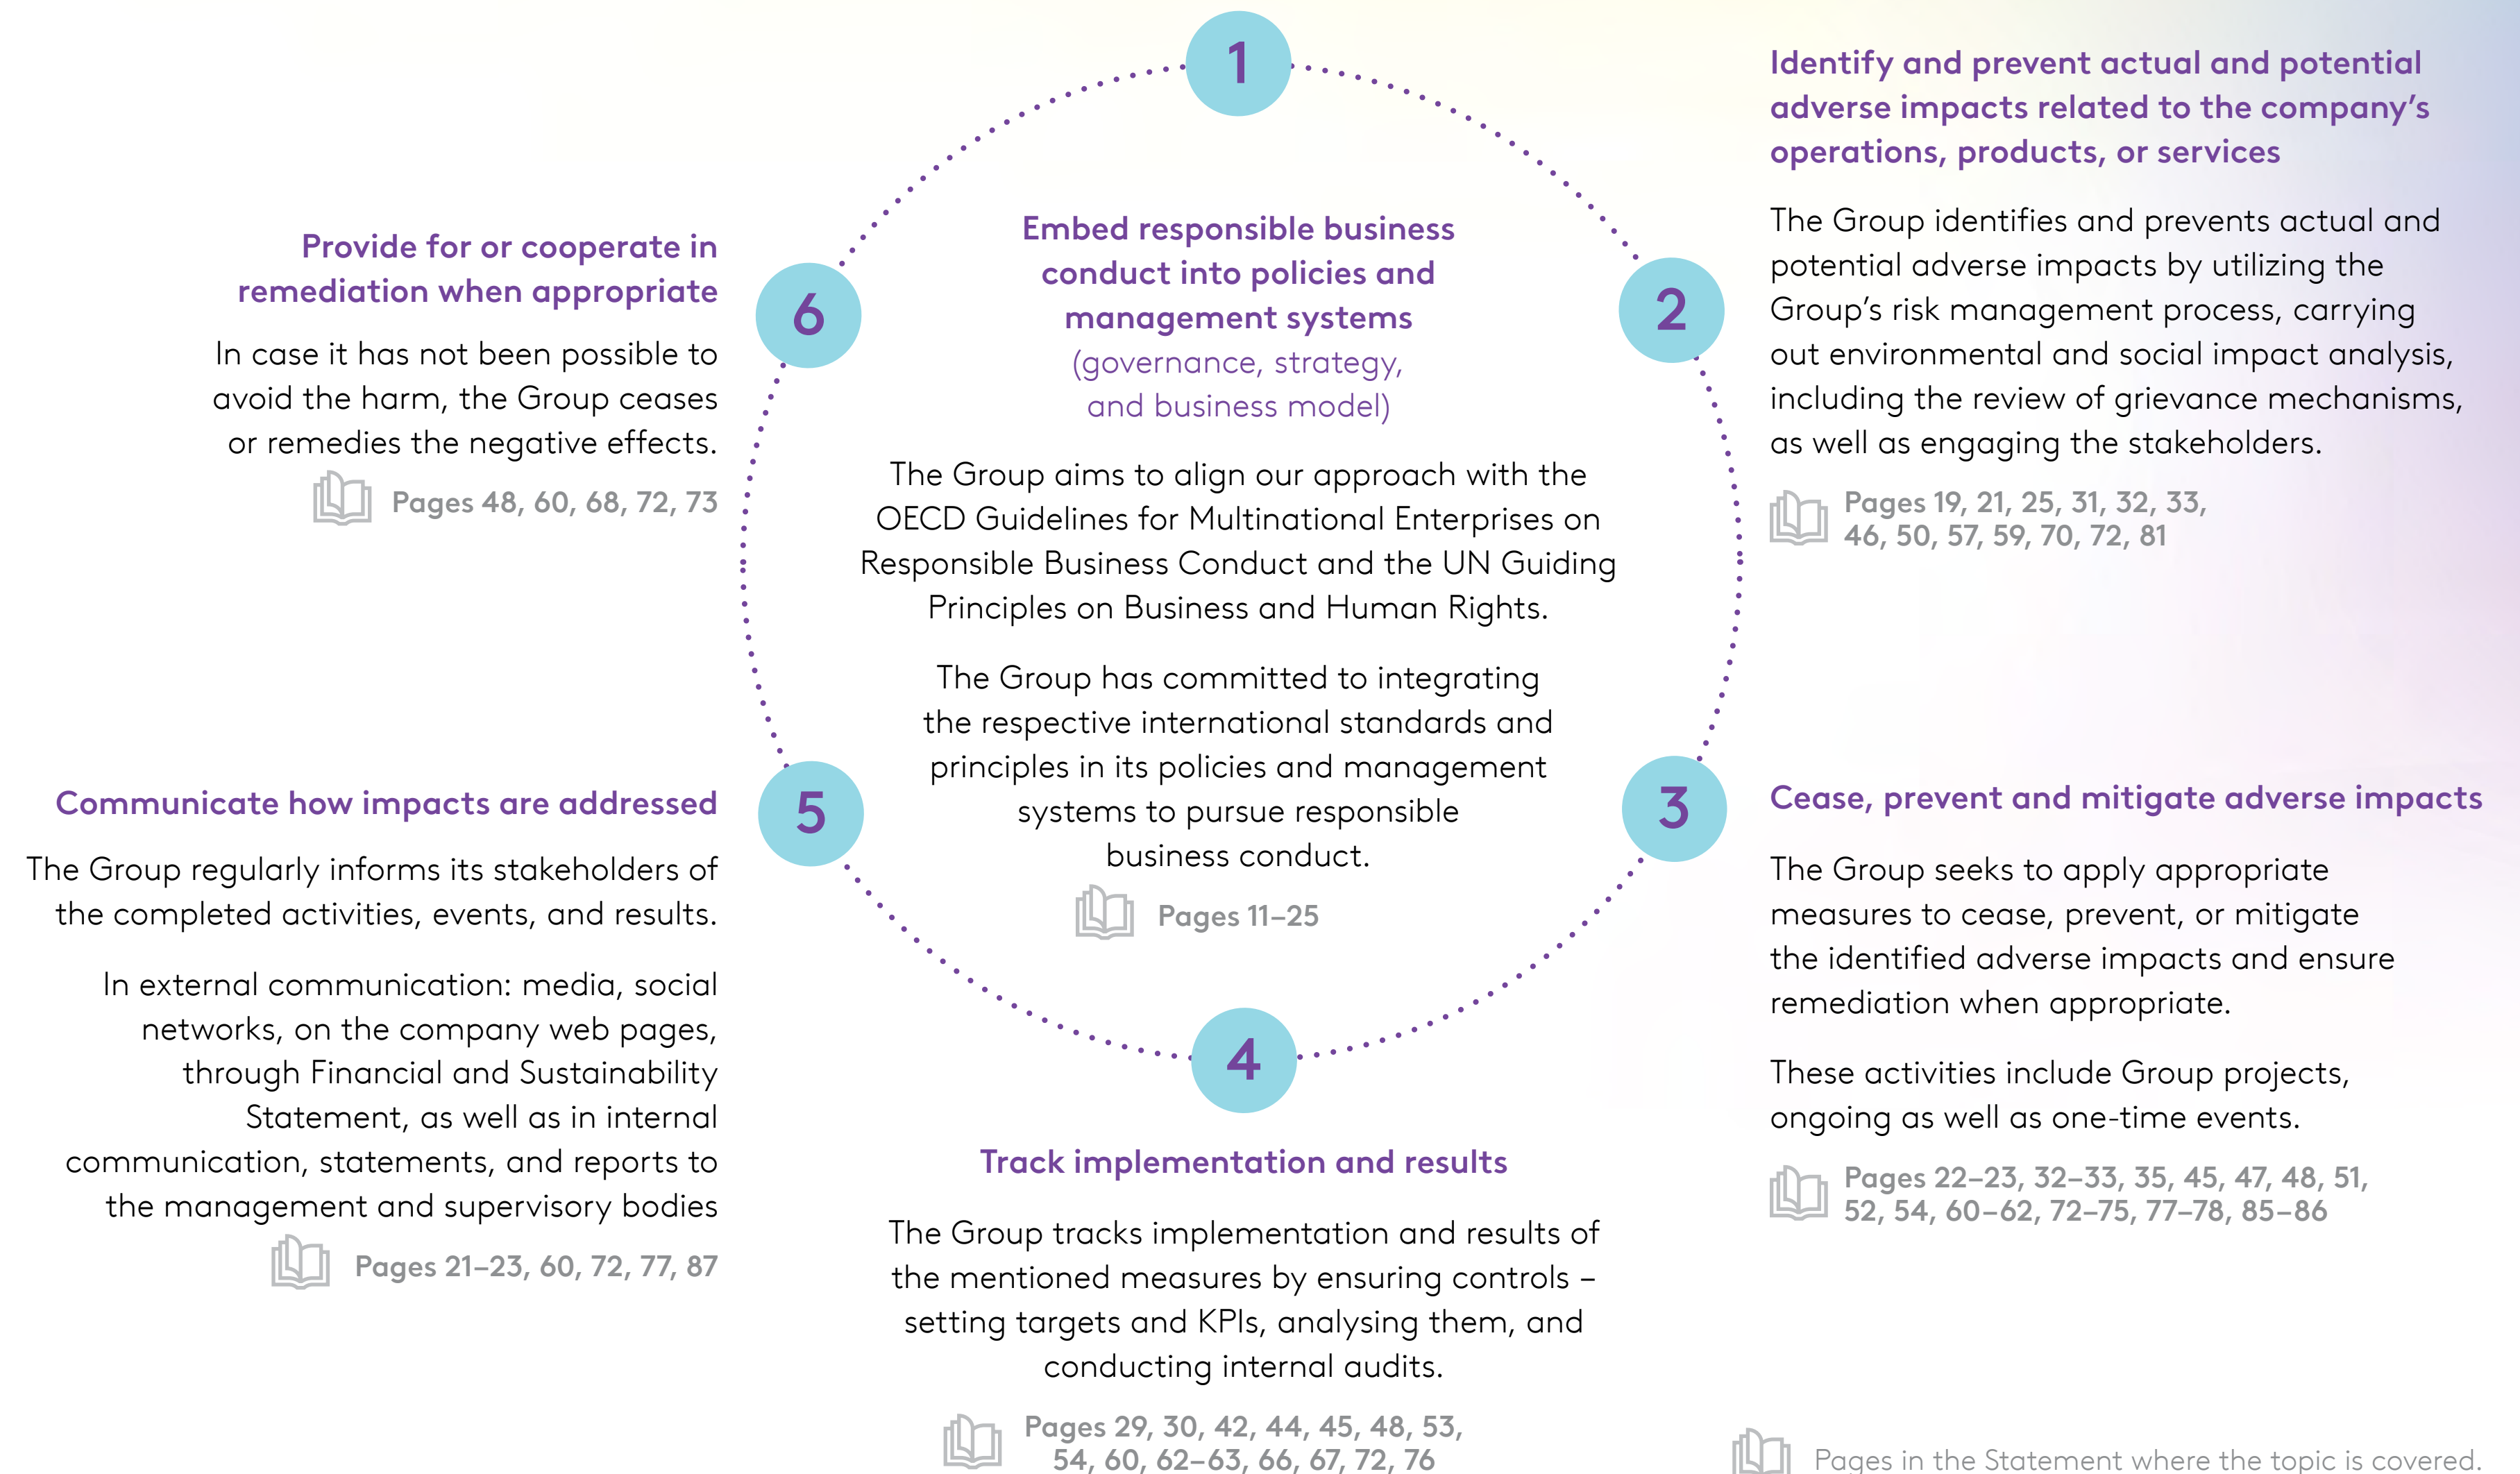 1
Embed responsible business
conduct into policies and
management systems
(governance, strategy,
and business model)
The Group aims to align our approach with the
OECD Guidelines for Multinational Enterprises on
Responsible Business Conduct and the UN Guiding
Principles on Business and Human Rights.
The Group has committed to integrating
the respective international standards and
principles in its policies and management
systems to pursue responsible
business conduct.
Pages 11–25
2
Identify and prevent actual and potential
adverse impacts related to the company’s
operations, products, or services
The Group identifies and prevents actual and
potential adverse impacts by utilizing the
Group’s risk management process, carrying
out environmental and social impact analysis,
including the review of grievance mechanisms,
as well as engaging the stakeholders.
Pages 19, 21, 25, 31, 32, 33,
46, 50, 57, 59, 70, 72, 81
3
Cease, prevent and mitigate adverse impacts
The Group seeks to apply appropriate
measures to cease, prevent, or mitigate
the identified adverse impacts and ensure
remediation when appropriate.
These activities include Group projects,
ongoing as well as one-time events.
Pages 22–23, 32–33, 35, 45, 47, 48, 51,
52, 54, 60–62, 72–75, 77–78, 85–86
4
Track implementation and results
The Group tracks implementation and results of
the mentioned measures by ensuring controls –
setting targets and KPIs, analysing them, and
conducting internal audits.
Pages 29, 30, 42, 44, 45, 48, 53,
54, 60, 62–63, 66, 67, 72, 76
5
Communicate how impacts are addressed
The Group regularly informs its stakeholders of
the completed activities, events, and results.
In external communication: media, social
networks, on the company web pages,
through Financial and Sustainability
Statement, as well as in internal
communication, statements, and reports to
the management and supervisory bodies
Pages 21–23, 60, 72, 77, 87
6
Provide for or cooperate in
remediation when appropriate
In case it has not been possible to
avoid the harm, the Group ceases
or remedies the negative effects.
Pages 48, 60, 68, 72, 73
Pages in the Statement where the topic is covered.